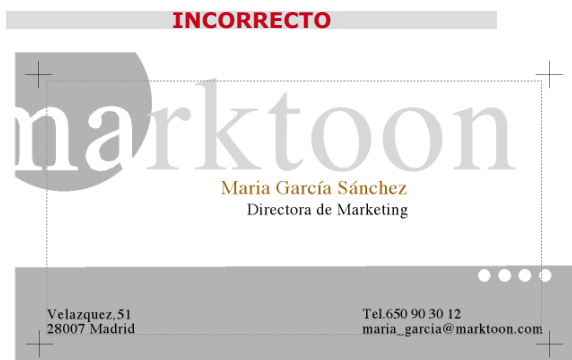 INCORRECTO
marktoon
Maria García Sánchez
Directora de Marketing
Velazquez,51
28007 Madrid
Tel.650 90 30 12
maria_garcia@marktoon.com